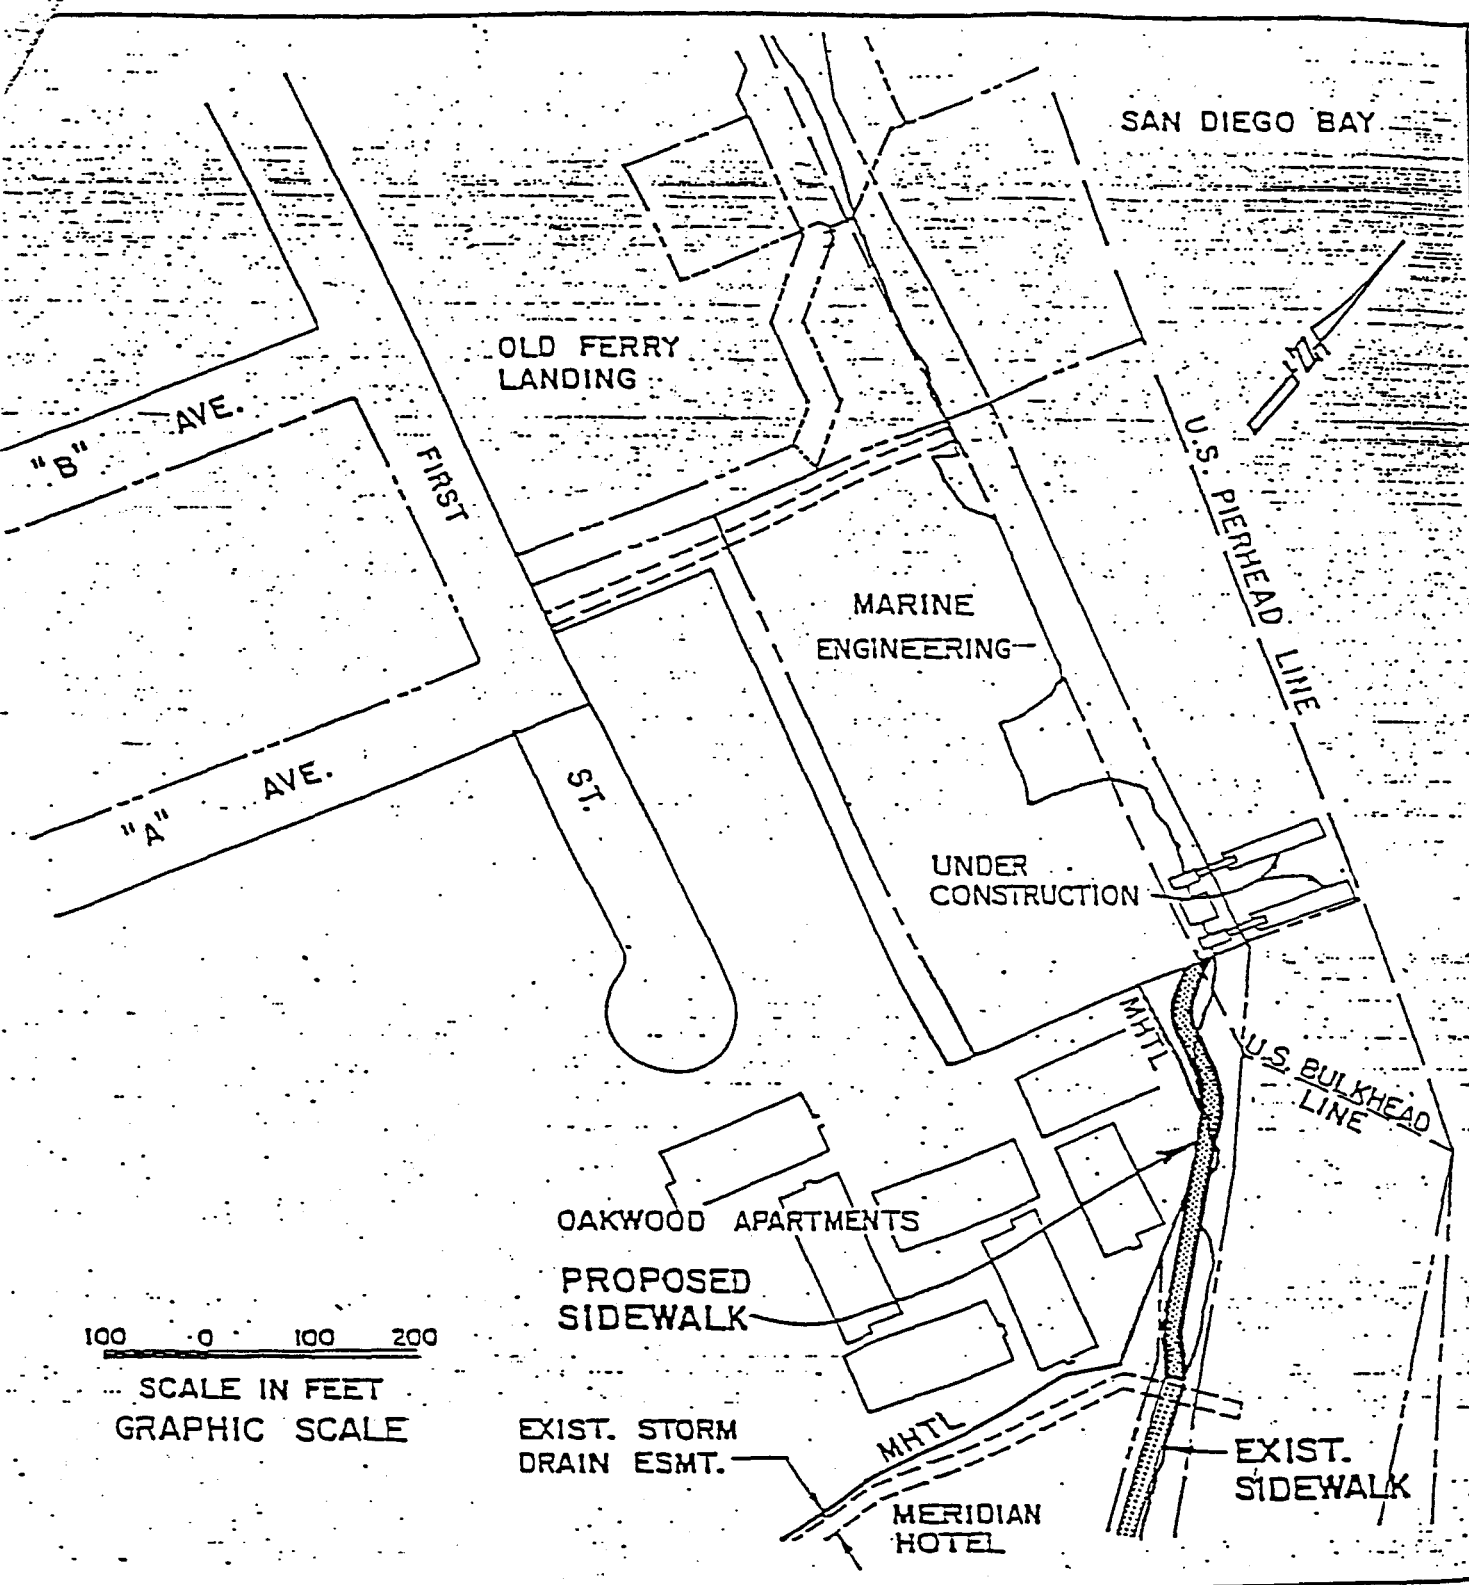 SAN DIEGO BAY
N
OLD FERRY
LANDING
"B" AVE.
FIRST
U.S. PIERHEAD LINE
MARINE
ENGINEERING
"A" AVE.
ST.
UNDER
CONSTRUCTION
MHTL
U.S. BULKHEAD
LINE
OAKWOOD APARTMENTS
PROPOSED
SIDEWALK
100 0 100 200
SCALE IN FEET
GRAPHIC SCALE
EXIST. STORM
DRAIN ESMT.
MHTL
EXIST.
SIDEWALK
MERIDIAN
HOTEL